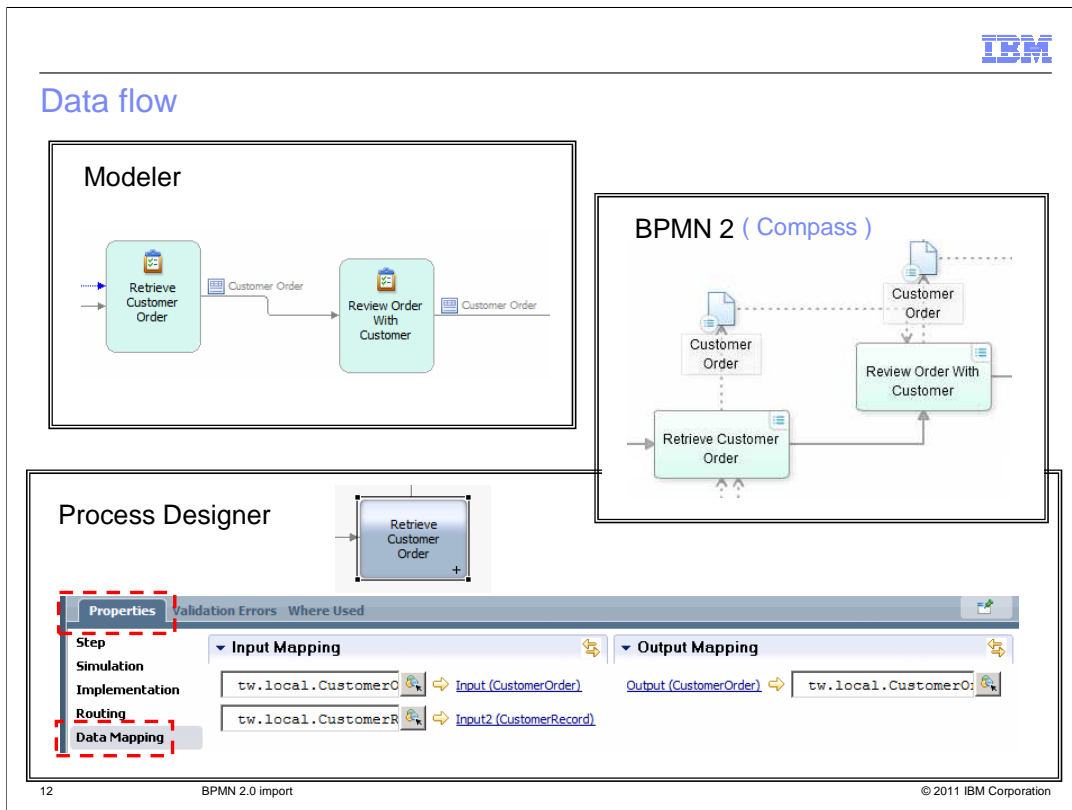 IBM
Data flow
Modeler
Retrieve
Customer
Order
Customer Order
Review Order
With
Customer
Customer Order
BPMN 2 ( Compass )
Customer
Order
Customer
Order
Review Order With
Customer
Retrieve Customer
Order
Process Designer
Retrieve
Customer
Order
+
Properties Validation Errors Where Used
Step
Simulation
Implementation
Routing
Data Mapping
Input Mapping
tw.local.CustomerO Input (CustomerOrder)
tw.local.CustomerR Input2 (CustomerRecord)
Output Mapping
Output (CustomerOrder) tw.local.CustomerO
12 BPMN 2.0 import © 2011 IBM Corporation